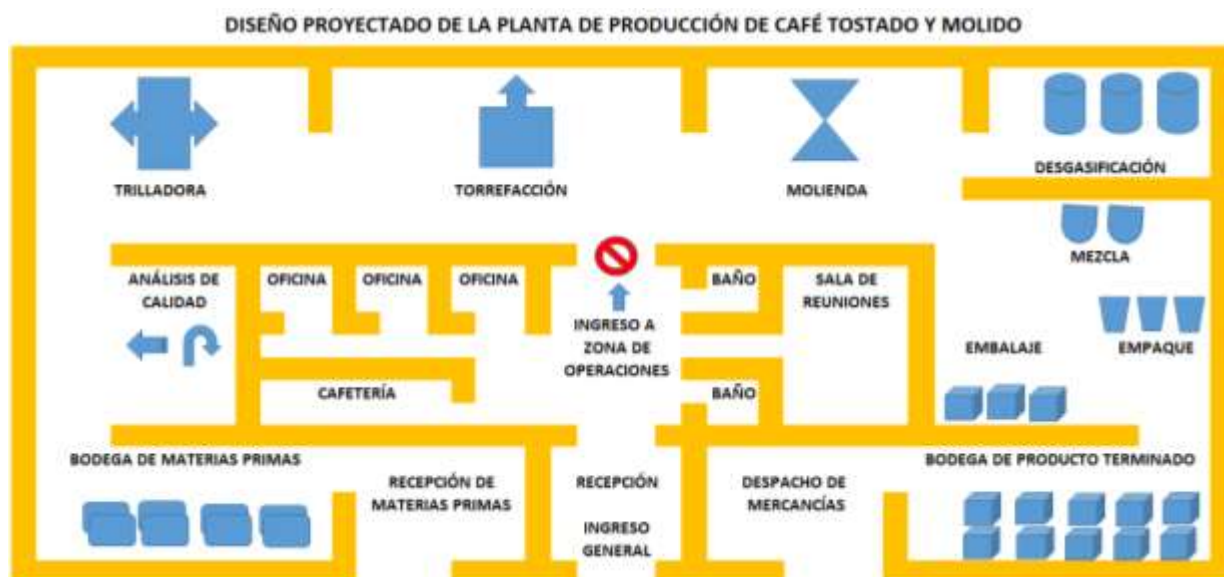 DISEÑO PROYECTADO DE LA PLANTA DE PRODUCCIÓN DE CAFÉ TOSTADO Y MOLIDO
TRILLADORA
TORREFACCIÓN
MOLIENDA
DESGASIFICACIÓN
MEZCLA
ANÁLISIS DE
CALIDAD
OFICINA
OFICINA
OFICINA
INGRESO A
ZONA DE
OPERACIONES
BAÑO
SALA DE
REUNIONES
EMBALAJE
EMPAQUE
CAFETERÍA
BAÑO
BODEGA DE MATERIAS PRIMAS
RECEPCIÓN DE
MATERIAS PRIMAS
RECEPCIÓN
INGRESO
GENERAL
DESPACHO DE
MERCANCÍAS
BODEGA DE PRODUCTO TERMINADO